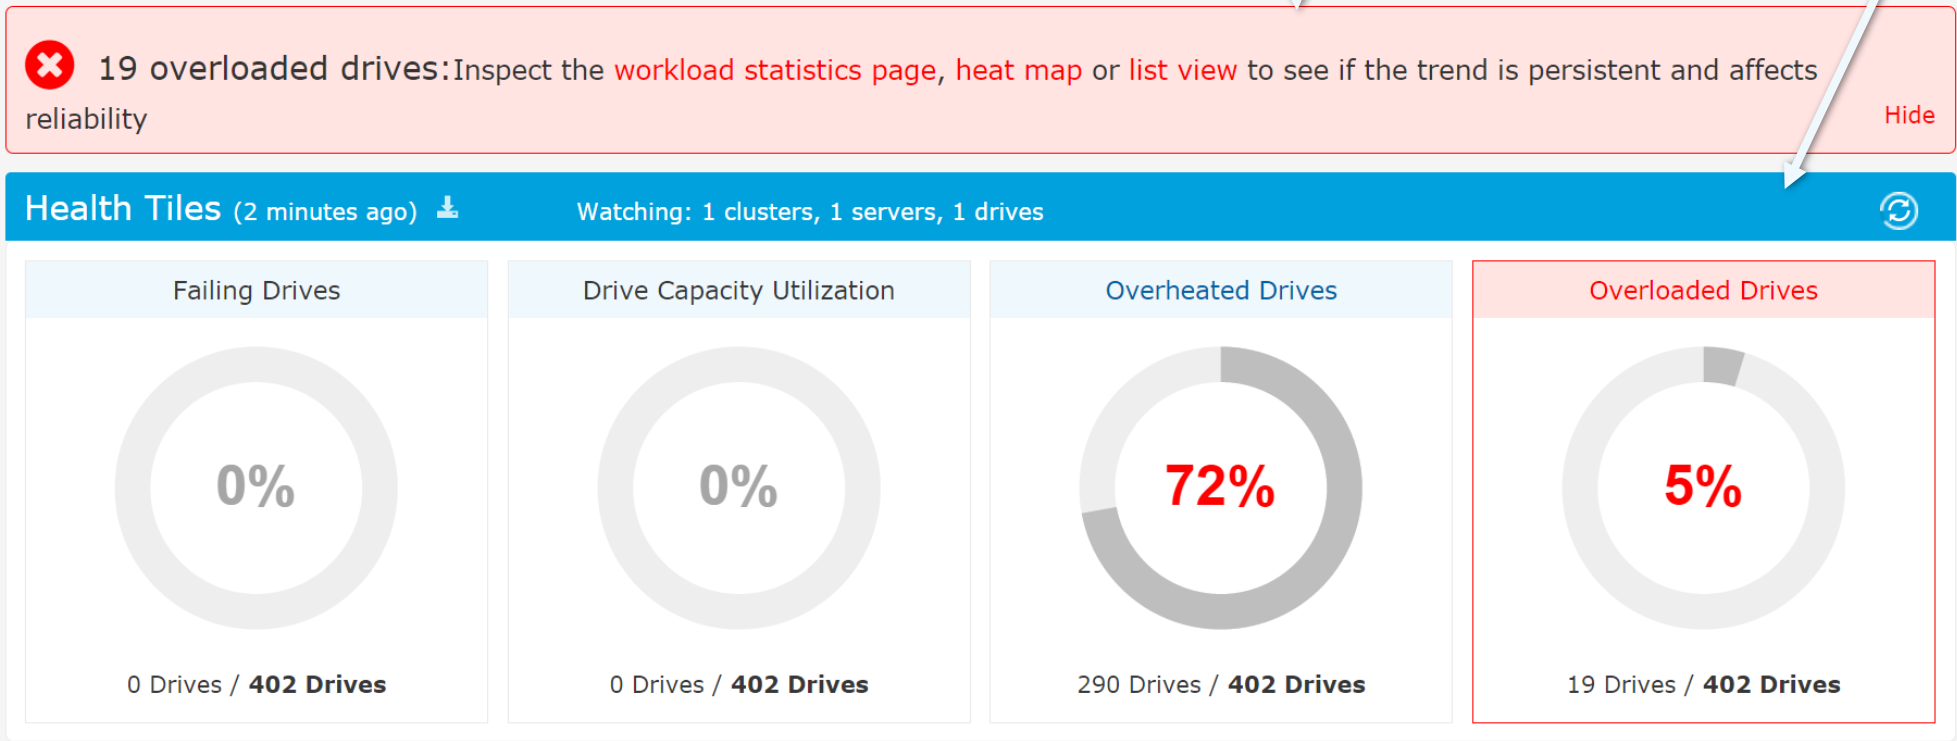 19 overloaded drives:Inspect the workload statistics page, heat map or list view to see if the trend is persistent and affects
reliability
Hide
Health Tiles (2 minutes ago)
Watching: 1 clusters, 1 servers, 1 drives
Failing Drives
0%
0 Drives / 402 Drives
Drive Capacity Utilization
0%
0 Drives / 402 Drives
Overheated Drives
72%
290 Drives / 402 Drives
Overloaded Drives
5%
19 Drives / 402 Drives